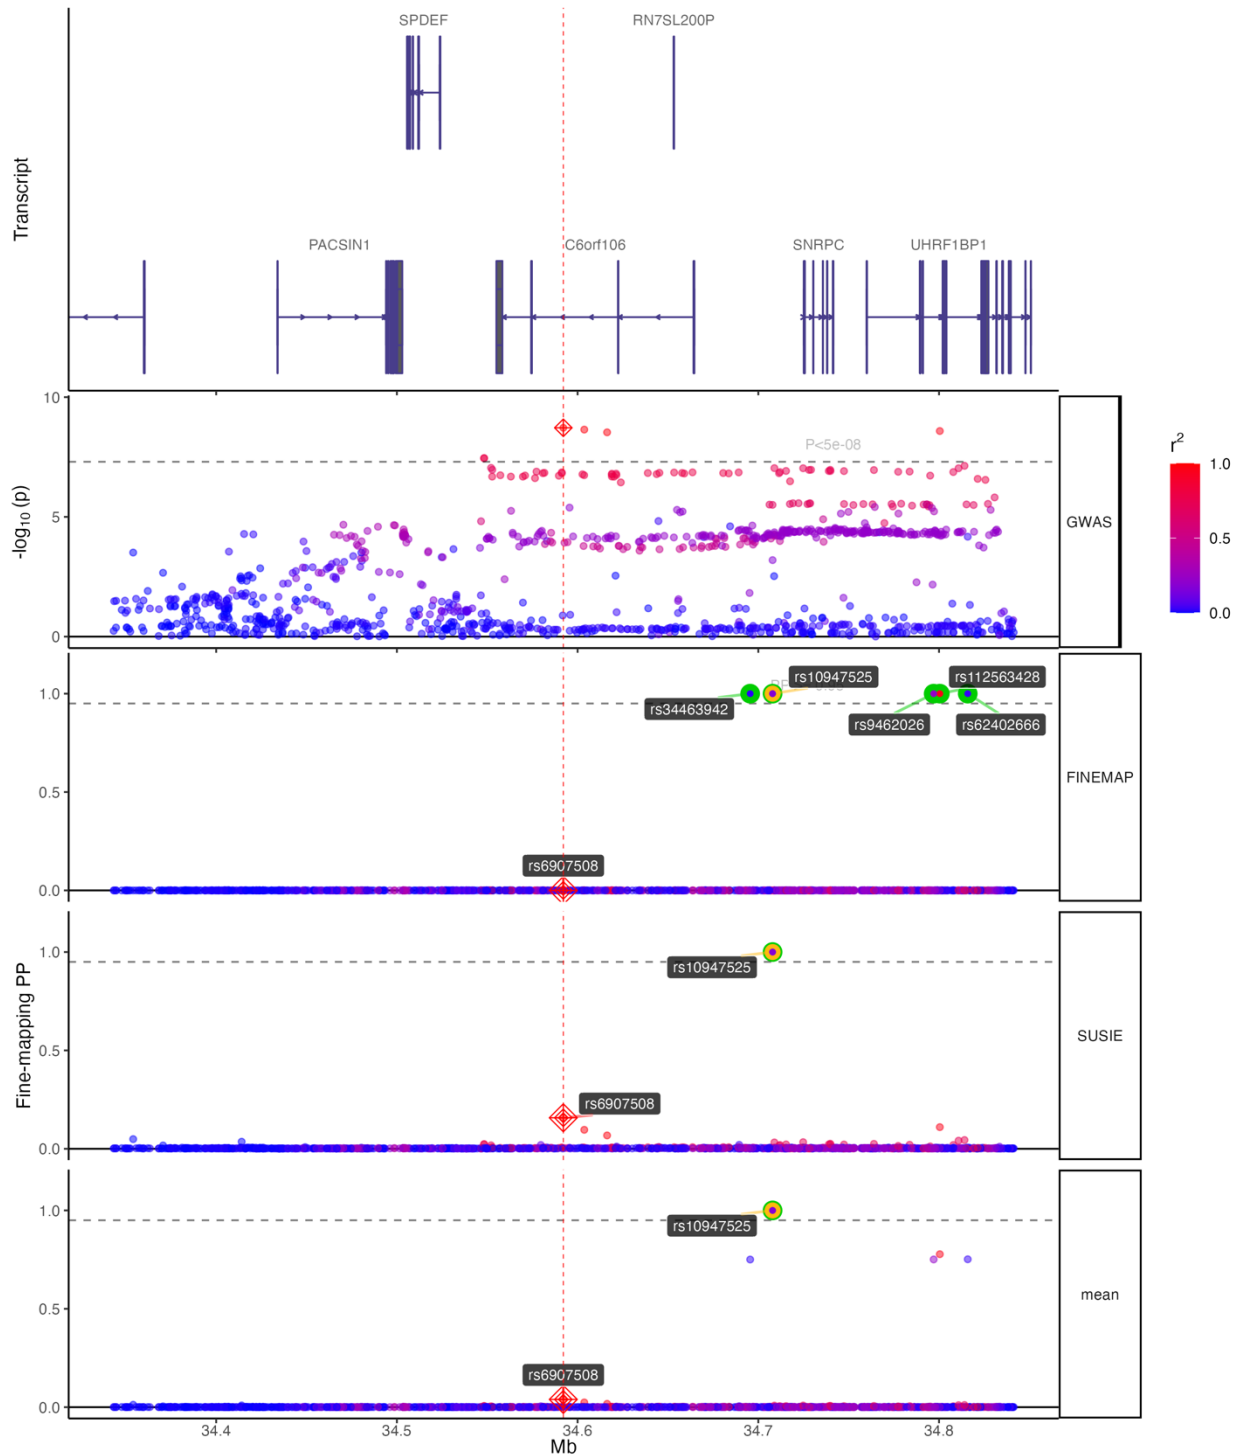 SPDEF RN7SL200P
Transcript
PACSIN1 C6orf106 SNRPC UHRF1BP1
10
P<5e-08
-log10 (p)
5
0
GWAS
r2
1.0
0.5
0.0
rs10947525 rs112563428
rs34463942 rs9462026 rs62402666
1.0
0.5
rs6907508
0.0
FINEMAP
Fine-mapping PP
1.0
rs10947525
0.5
rs6907508
0.0
SUSIE
1.0
rs10947525
0.5
rs6907508
0.0
mean
34.4 34.5 34.6 34.7 34.8
Mb